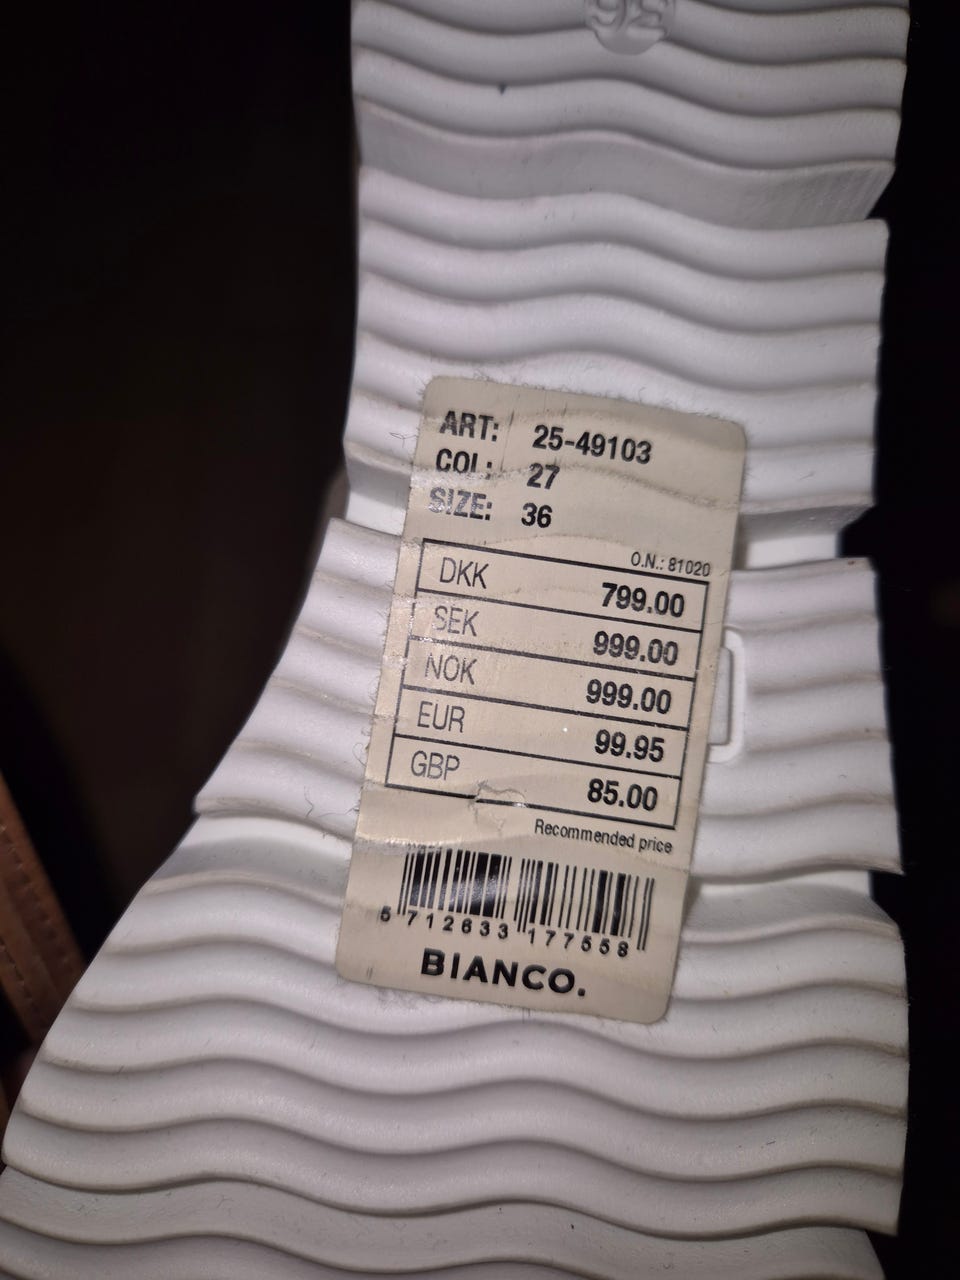 36
ART: 25-49103
COL: 27
SIZE: 36
O.N.: 81020
DKK 799.00
SEK 999.00
NOK 999.00
EUR 99.95
GBP 85.00
Recommended price
5 712633 177558
BIANCO.